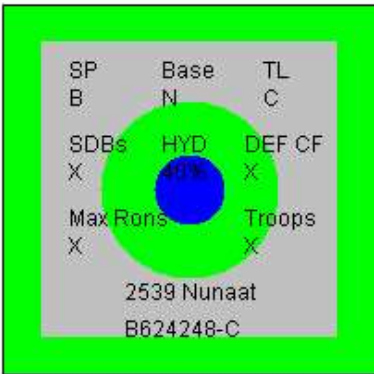 SP Base TL
B N C
SDBs HYD DEF CF
X 40% X
Max Rons Troops
X X
2539 Nunaat
B624248-C